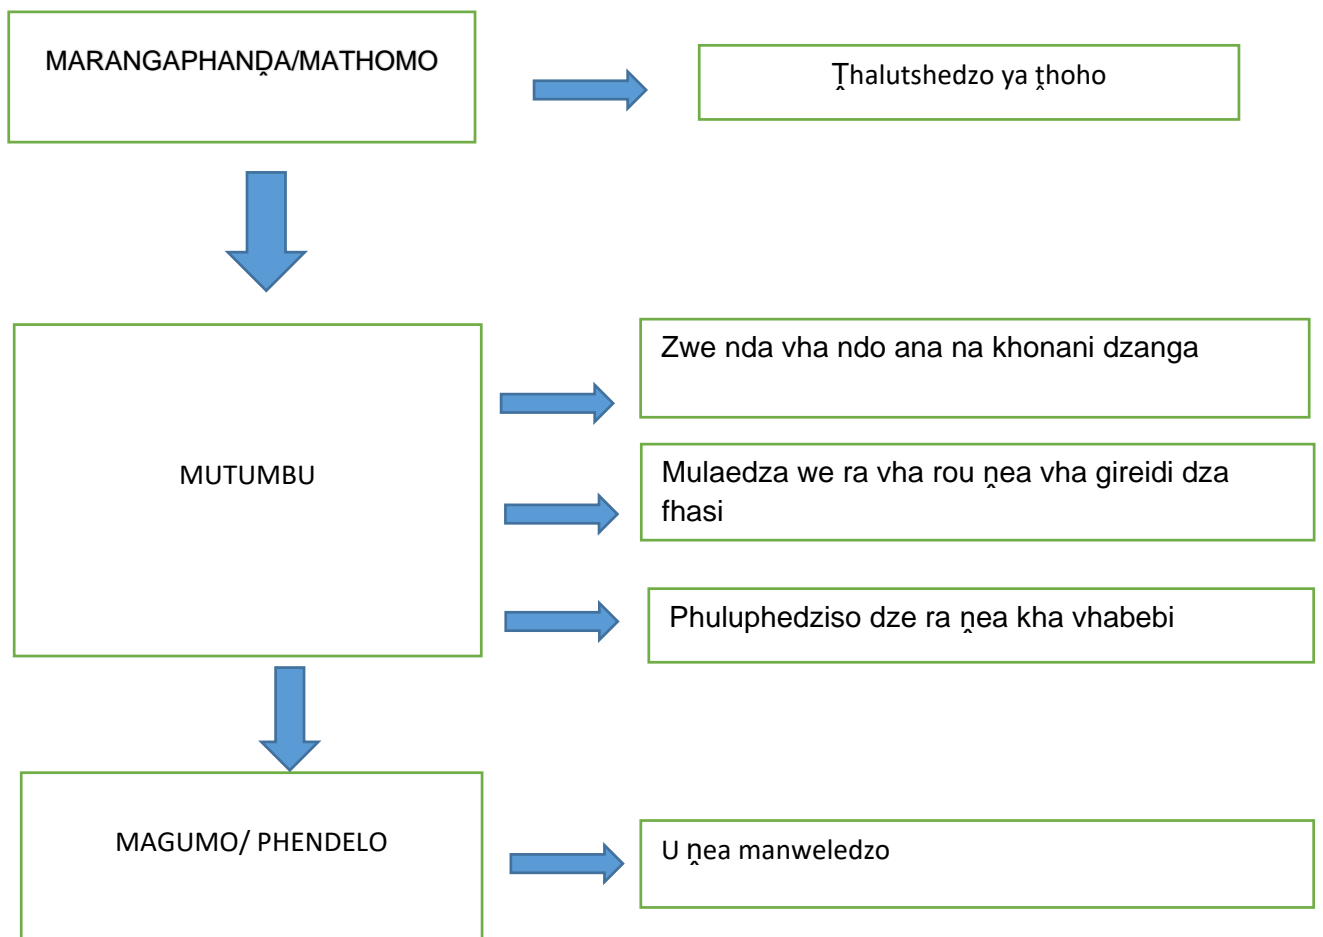 MARANGAPHANḒA/MATHOMO
Ṱhalutshedzo ya ṱhoho
Zwe nda vha ndo ana na khonani dzanga
MUTUMBU
Mulaedza we ra vha rou ṋea vha gireidi dza
fhasi
Phuluphedziso dze ra ṋea kha vhabebi
MAGUMO/ PHENDELO
U ṋea manweledzo